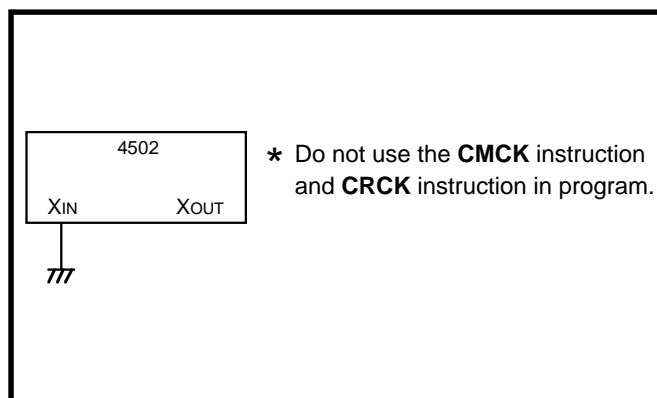 4502
* Do not use the CMCK instruction
and CRCK instruction in program.
XIN XOUT